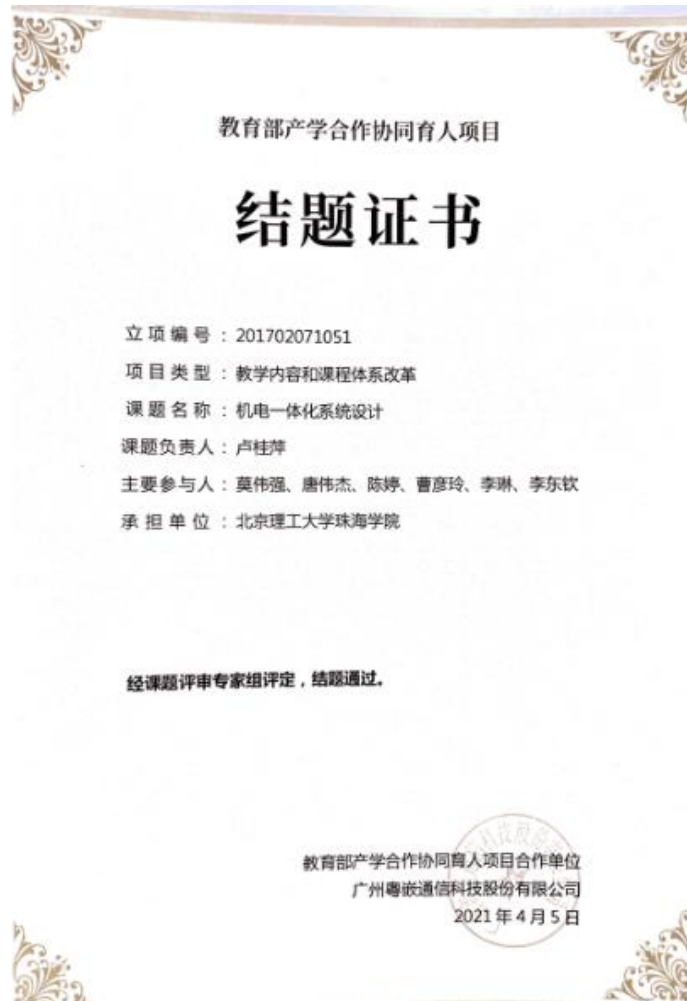 教育部产学合作协同育人项目
结题证书
立项编号：201702071051
项目类型：教学内容和课程体系改革
课题名称：机电一体化系统设计
课题负责人：卢桂萍
主要参与人：莫伟强、唐伟杰、陈婷、曹彦玲、李琳、李东钦
承担单位：北京理工大学珠海学院
经课题评审专家组评定，结题通过。
教育部产学合作协同育人项目合作单位
广州粤嵌通信科技股份有限公司
2021年4月5日